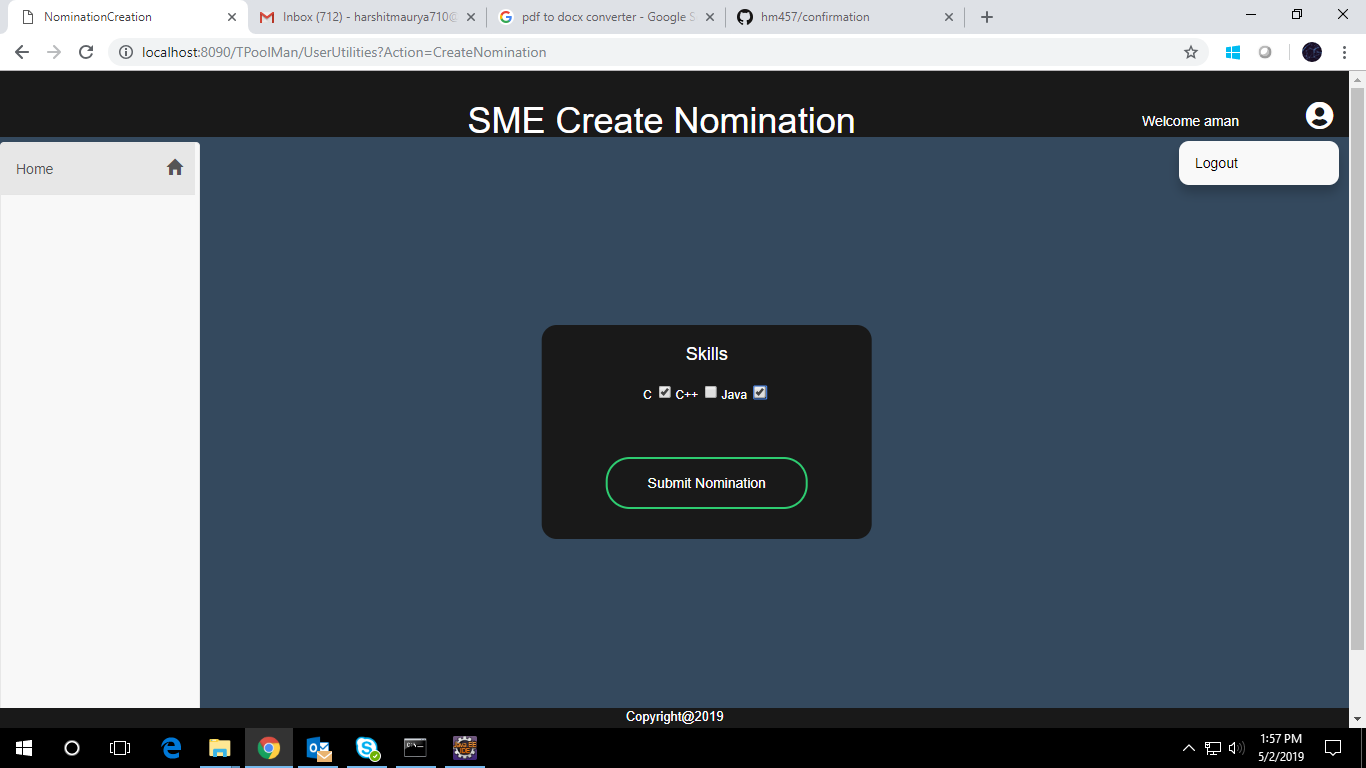 NominationCreation
Inbox (712) - harshitmaurya710@
pdf to docx converter - Google S
hm457/confirmation
localhost:8090/TPoolMan/UserUtilities?Action=CreateNomination
SME Create Nomination
Welcome aman
Home
Logout
Skills
C C++ Java
Submit Nomination
Copyright@2019
1:57 PM
5/2/2019